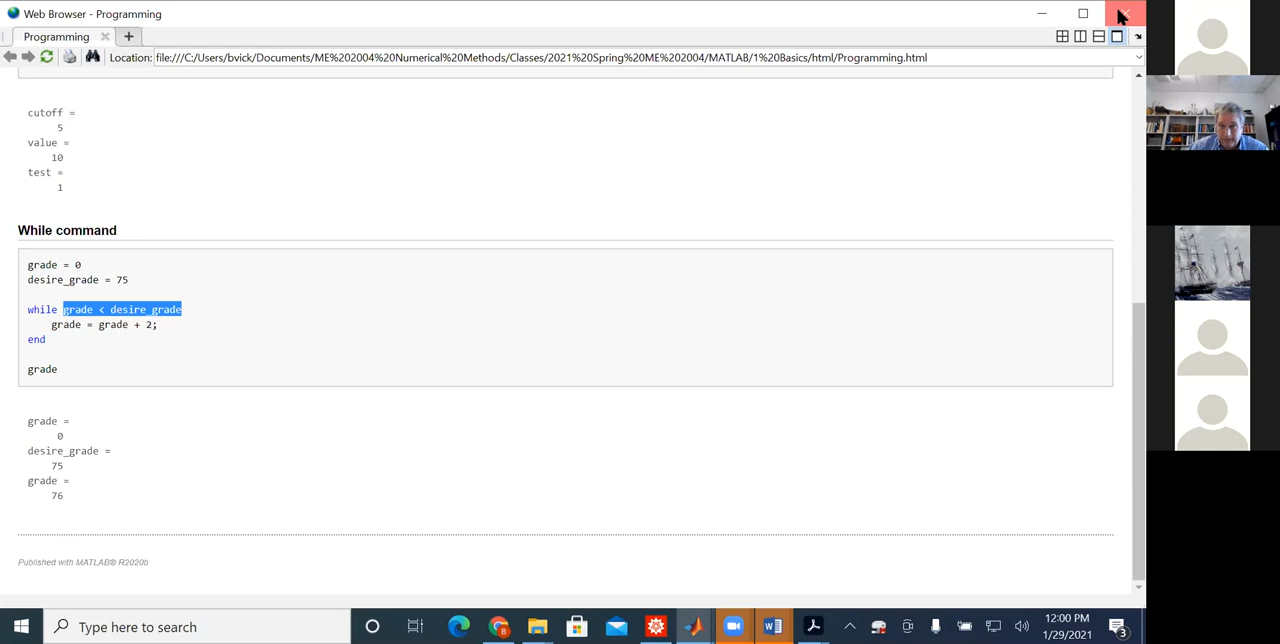 Web Browser - Programming
Programming
Location: file:///C:/Users/bvick/Documents/ME%202004%20Numerical%20Methods/Classes/2021%20Spring%20ME%202004/MATLAB/1%20Basics/html/Programming.html
cutoff =
5
value =
10
test =
1
While command
grade = 0
desire_grade = 75
while grade < desire_grade
grade = grade + 2;
end
grade
grade =
0
desire_grade =
75
grade =
76
Published with MATLAB® R2020b
Type here to search
12:00 PM
1/29/2021
3